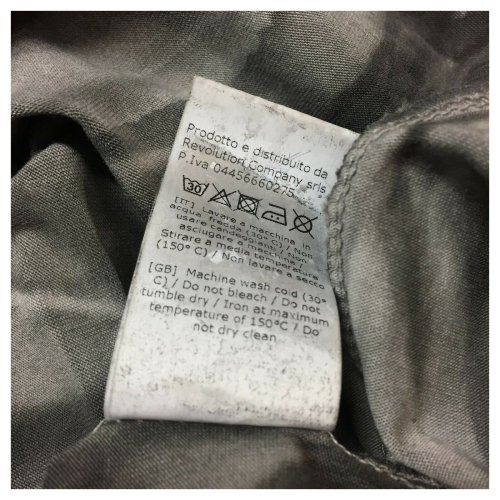 Prodotto e distribuito da
Revolution Company srls
P.Iva 04456660275
30
[IT] Lavare a macchina in
acqua fredda (30° C) / Non
usare candeggianti / Non
asciugare a macchina /
Stirare a media temperatura
(150° C) / Non lavare a secco
[GB] Machine wash cold (30°
C) / Do not bleach / Do not
tumble dry / Iron at maximum
temperature of 150°C / Do
not dry clean